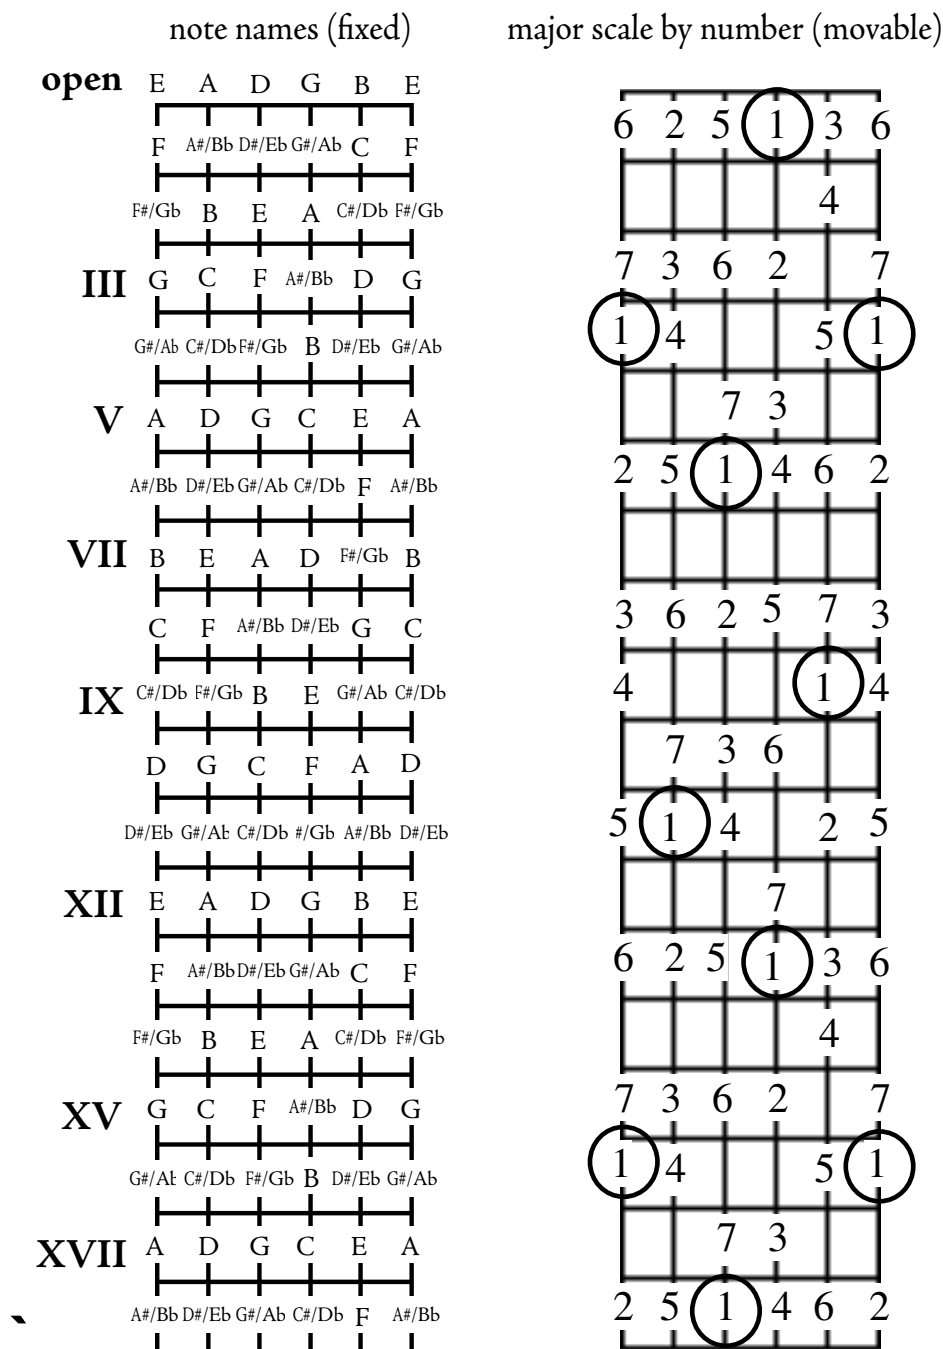 note names (fixed)
open E A D G B E
F A#/Bb D#/Eb G#/Ab C F
F#/Gb B E A C#/Db F#/Gb
III G C F A#/Bb D G
G#/Ab C#/Db F#/Gb B D#/Eb G#/Ab
V A D G C E A
A#/Bb D#/Eb G#/Ab C#/Db F A#/Bb
VII B E A D F#/Gb B
C F A#/Bb D#/Eb G C
IX C#/Db F#/Gb B E G#/Ab C#/Db
D G C F A D
D#/Eb G#/Ab C#/Db #/Gb A#/Bb D#/Eb
XII E A D G B E
F A#/Bb D#/Eb G#/Ab C F
F#/Gb B E A C#/Db F#/Gb
XV G C F A#/Bb D G
G#/Ab C#/Db F#/Gb B D#/Eb G#/Ab
XVII A D G C E A
A#/Bb D#/Eb G#/Ab C#/Db F A#/Bb
major scale by number (movable)
6 2 5 1 3 6
4
7 3 6 2 7
1 4 5 1
7 3
2 5 1 4 6 2
3 6 2 5 7 3
4 1 4
7 3 6
5 1 4 2 5
7
6 2 5 1 3 6
4
7 3 6 2 7
1 4 5 1
7 3
2 5 1 4 6 2